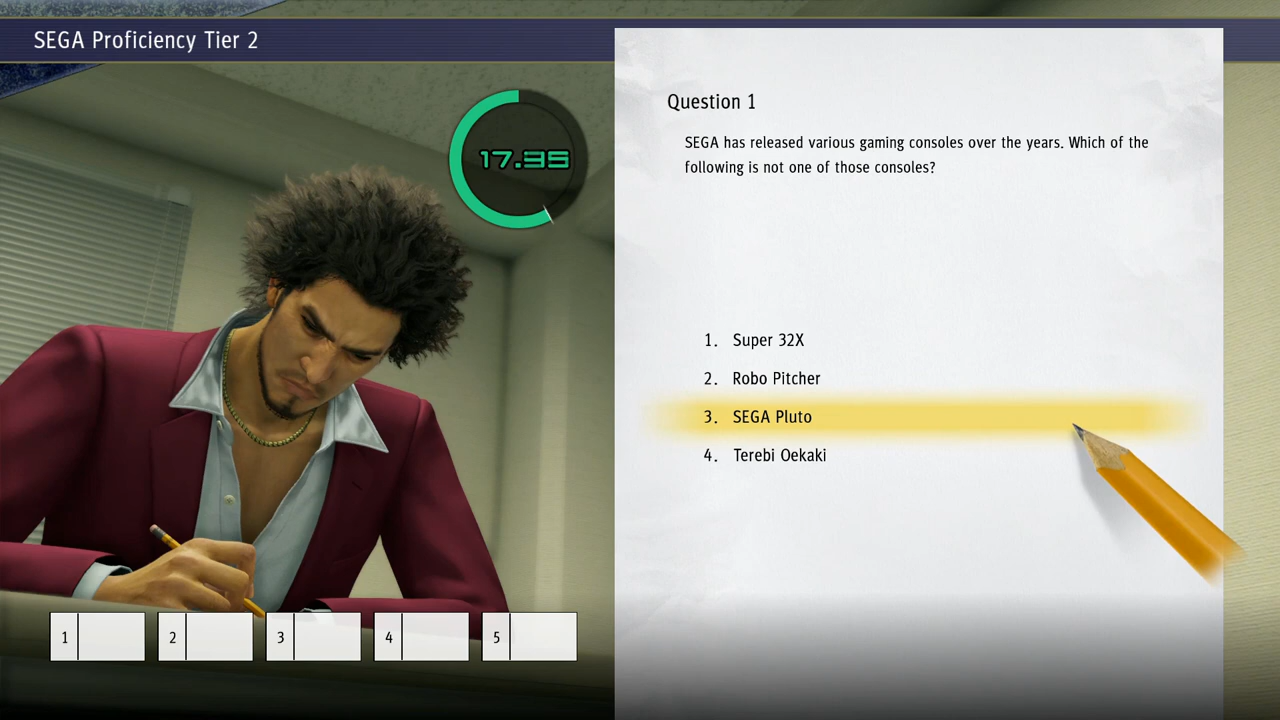 SEGA Proficiency Tier 2
17.35
Question 1
SEGA has released various gaming consoles over the years. Which of the
following is not one of those consoles?
1. Super 32X
2. Robo Pitcher
3. SEGA Pluto
4. Terebi Oekaki
1
2
3
4
5